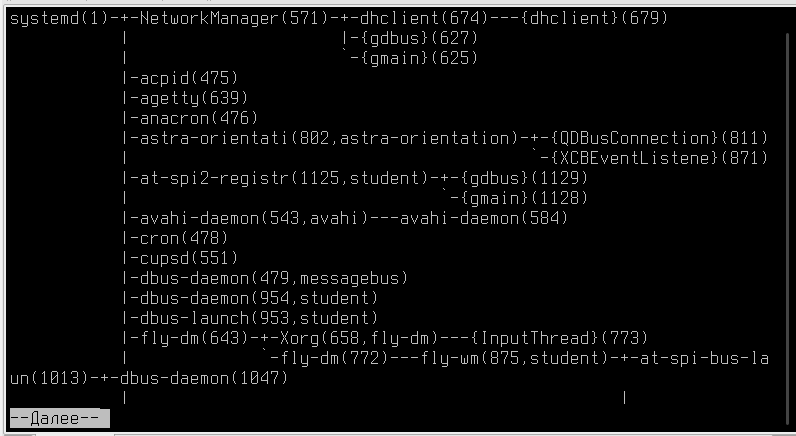 systemd(1)-+-NetworkManager(571)-+-dhclient(674)---{dhclient}(679)
           |                     |-{gdbus}(627)
           |                     `-{gmain}(625)
           |-acpid(475)
           |-agetty(639)
           |-anacron(476)
           |-astra-orientati(802,astra-orientation)-+-{QDBusConnection}(811)
           |                                        `-{XCBEventListene}(871)
           |-at-spi2-registr(1125,student)-+-{gdbus}(1129)
           |                               `-{gmain}(1128)
           |-avahi-daemon(543,avahi)---avahi-daemon(584)
           |-cron(478)
           |-cupsd(551)
           |-dbus-daemon(479,messagebus)
           |-dbus-daemon(954,student)
           |-dbus-launch(953,student)
           |-fly-dm(643)-+-Xorg(658,fly-dm)---{InputThread}(773)
           |             `-fly-dm(772)---fly-wm(875,student)-+-at-spi-bus-la
un(1013)-+-dbus-daemon(1047)
           |                                                 |
--Далее--